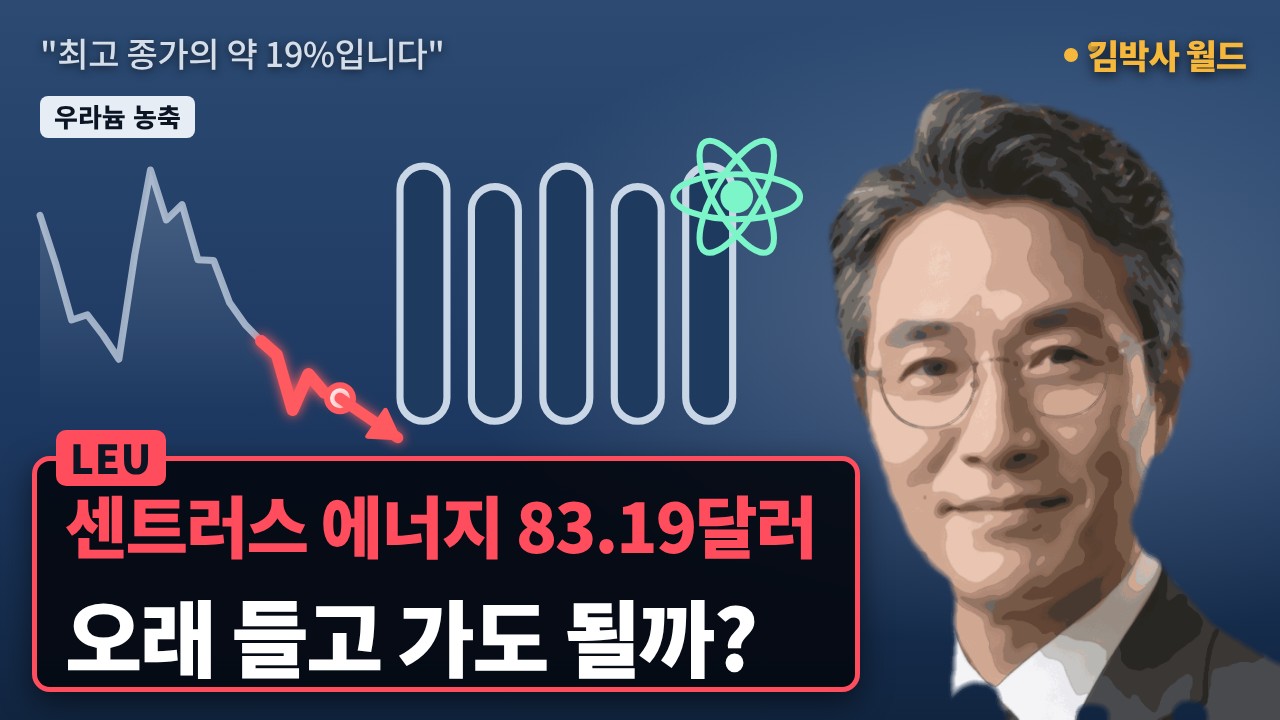 "최고 종가의 약 19%입니다"
• 김박사 월드
우라늄 농축
LEU
센트러스 에너지 83.19달러
오래 들고 가도 될까?